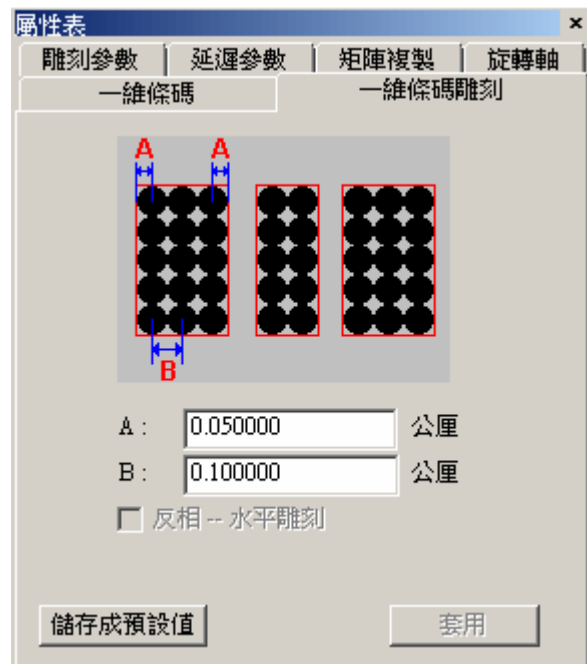 屬性表
雕刻參數 延遲參數 矩陣複製 旋轉軸
一維條碼 一維條碼雕刻
A A
B
A : 0.050000 公厘
B : 0.100000 公厘
反相 -- 水平雕刻
儲存成預設值 套用